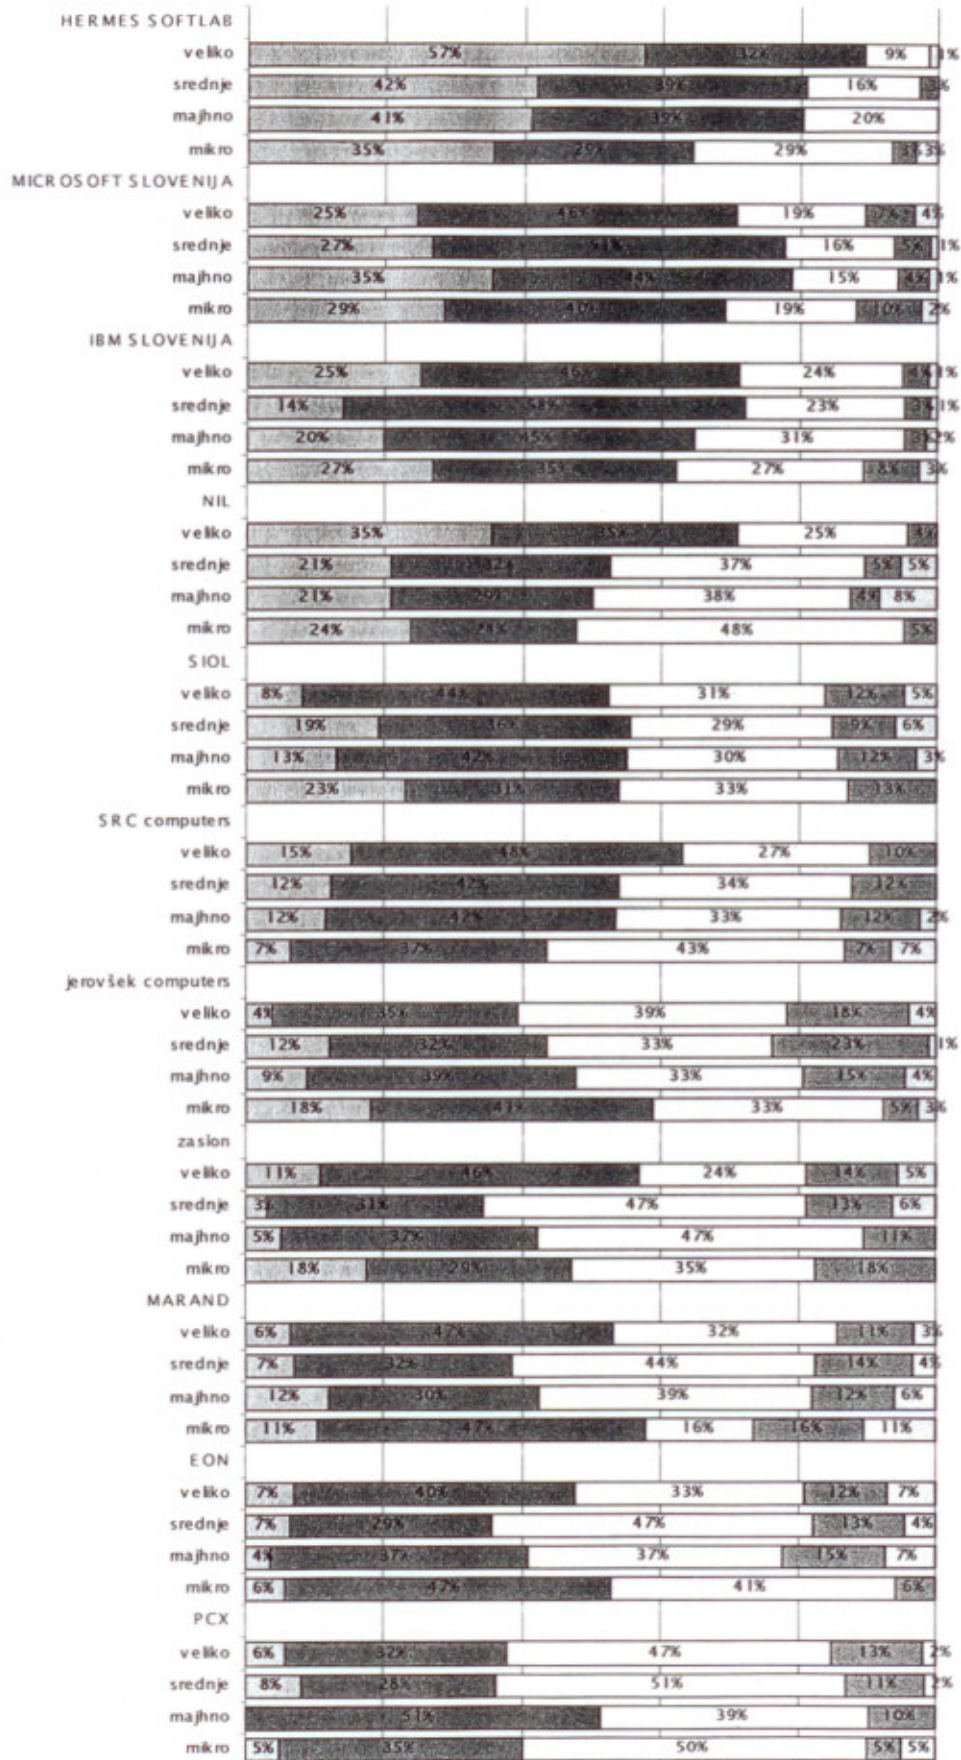 HERMES SOFTLAB
veliko 57% 32% 9% 1%
srednje 42% 39% 16% 3%
majhno 41% 39% 20%
mikro 35% 29% 29% 3% 3%
MICROSOFT SLOVENIJA
veliko 25% 46% 19% 7% 4%
srednje 27% 51% 16% 5% 1%
majhno 35% 44% 15% 4% 1%
mikro 29% 40% 19% 10% 2%
IBM SLOVENIJA
veliko 25% 46% 24% 4% 1%
srednje 14% 58% 23% 3% 1%
majhno 20% 45% 31% 3% 2%
mikro 27% 35% 27% 8% 3%
NIL
veliko 35% 35% 25% 4%
srednje 21% 32% 37% 5% 5%
majhno 21% 29% 38% 4% 8%
mikro 24% 24% 48% 5%
SIOL
veliko 8% 44% 31% 12% 5%
srednje 19% 36% 29% 9% 6%
majhno 13% 42% 30% 12% 3%
mikro 23% 31% 33% 13%
SRC computers
veliko 15% 48% 27% 10%
srednje 12% 42% 34% 12%
majhno 12% 42% 33% 12% 2%
mikro 7% 37% 43% 7% 7%
jerovšek computers
veliko 4% 35% 39% 18% 4%
srednje 12% 32% 33% 23% 1%
majhno 9% 39% 33% 15% 4%
mikro 18% 41% 33% 5% 3%
zaslon
veliko 11% 46% 24% 14% 5%
srednje 3% 31% 47% 13% 6%
majhno 5% 37% 47% 11%
mikro 18% 29% 35% 18%
MARAND
veliko 6% 47% 32% 11% 3%
srednje 7% 32% 44% 14% 4%
majhno 12% 30% 39% 12% 6%
mikro 11% 47% 16% 16% 11%
EON
veliko 7% 40% 33% 12% 7%
srednje 7% 29% 47% 13% 4%
majhno 4% 37% 37% 15% 7%
mikro 6% 47% 41% 6%
PCX
veliko 6% 32% 47% 13% 2%
srednje 8% 28% 51% 11% 2%
majhno 51% 39% 10%
mikro 5% 35% 50% 5% 5%